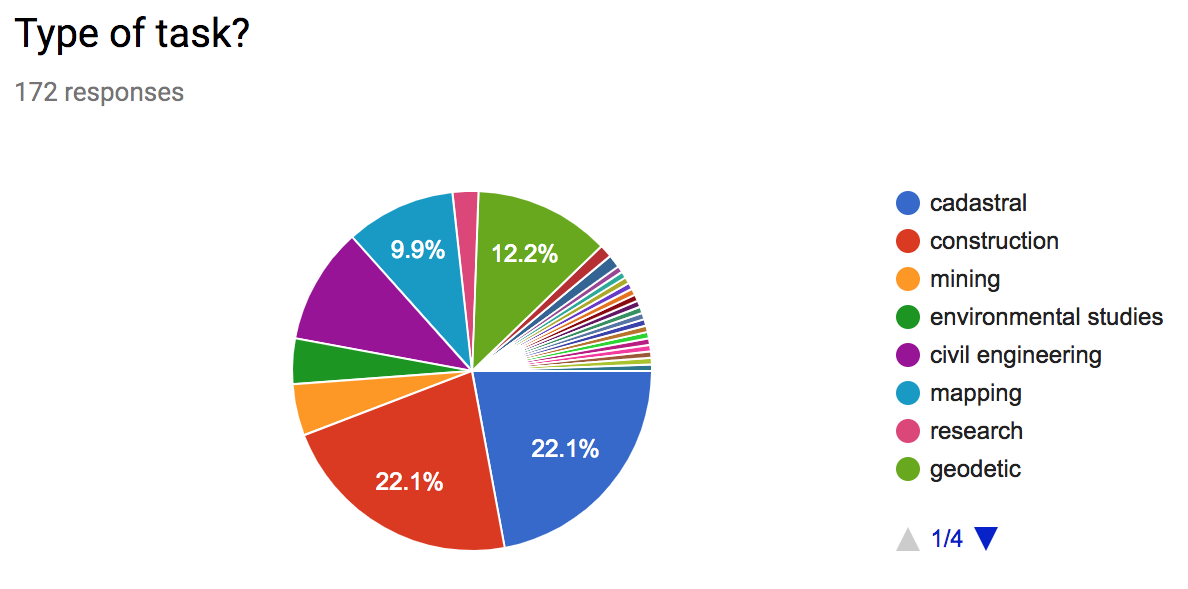 Type of task?
172 responses
9.9%
12.2%
22.1%
22.1%
cadastral
construction
mining
environmental studies
civil engineering
mapping
research
geodetic
1/4